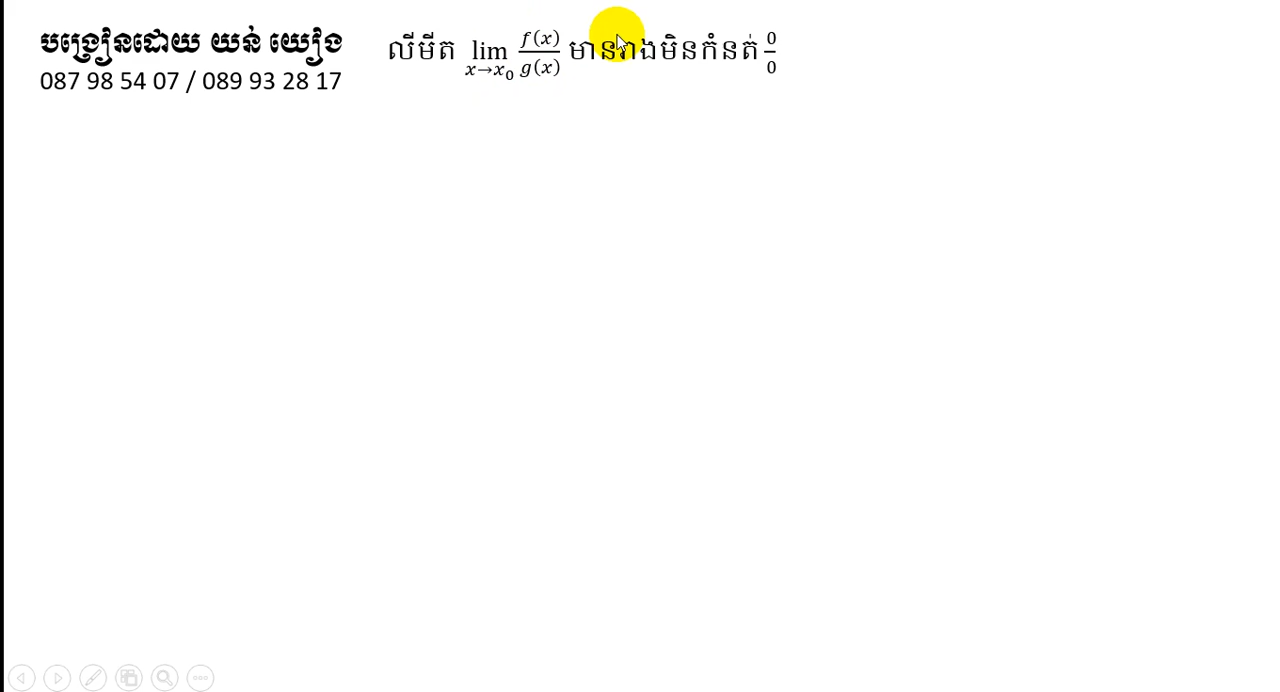 បង្រៀនដោយ យន់ យឿង
087 98 54 07 / 089 93 28 17
លីមីត lim x→x₀ f(x)/g(x) មានរាងមិនកំនត់ 0/0